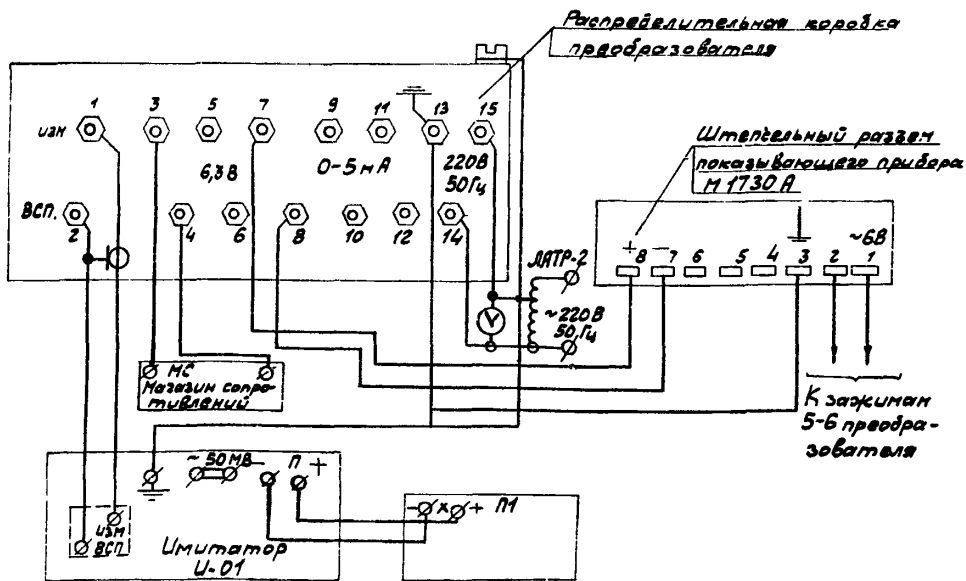 Распределительная коробка
преобразователя
1 3 5 7 9 11 13 15
изм
6,3В 0-5мА 220В
50Гц
ВСП.
2 4 6 8 10 12 14
Штепсельный разъем
показывающего прибора
М1730А
~6В
+ 8 - 7 6 5 4 3 2 1
ЛАТР-2
V
~220В
50Гц
МС
Магазин сопро-
тивлений
К зажимам
5-6 преобра-
зователя
~50МВ П +
- х + П1
изм
ВСП
Имитатор
И-01